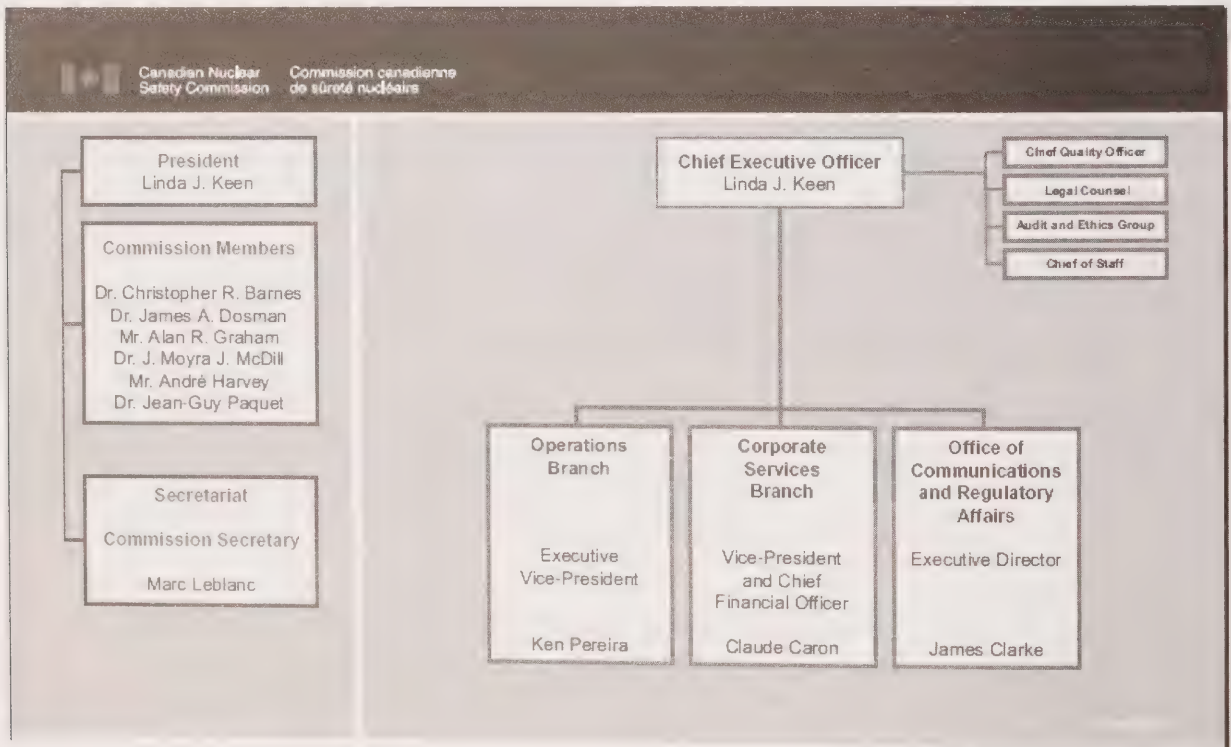 Canadian Nuclear
Safety Commission
Commission canadienne
de sûreté nucléaire
President
Linda J. Keen
Commission Members
Dr. Christopher R. Barnes
Dr. James A. Dosman
Mr. Alan R. Graham
Dr. J. Moyra J. McDill
Mr. André Harvey
Dr. Jean-Guy Paquet
Secretariat
Commission Secretary
Marc Leblanc
Chief Executive Officer
Linda J. Keen
Chief Quality Officer
Legal Counsel
Audit and Ethics Group
Chief of Staff
Operations
Branch
Executive
Vice-President
Ken Pereira
Corporate
Services
Branch
Vice-President
and Chief
Financial Officer
Claude Caron
Office of
Communications
and Regulatory
Affairs
Executive Director
James Clarke